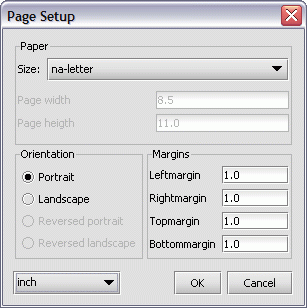 Page Setup
Paper
Size: na-letter
Page width 8.5
Page heigth 11.0
Orientation
Portrait
Landscape
Reversed portrait
Reversed landscape
Margins
Leftmargin 1.0
Rightmargin 1.0
Topmargin 1.0
Bottommargin 1.0
inch
OK Cancel